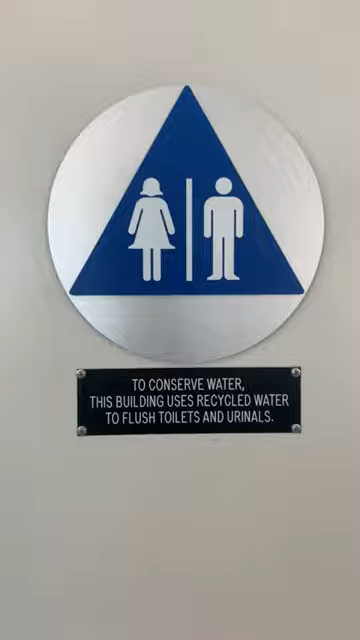 TO CONSERVE WATER,
THIS BUILDING USES RECYCLED WATER
TO FLUSH TOILETS AND URINALS.